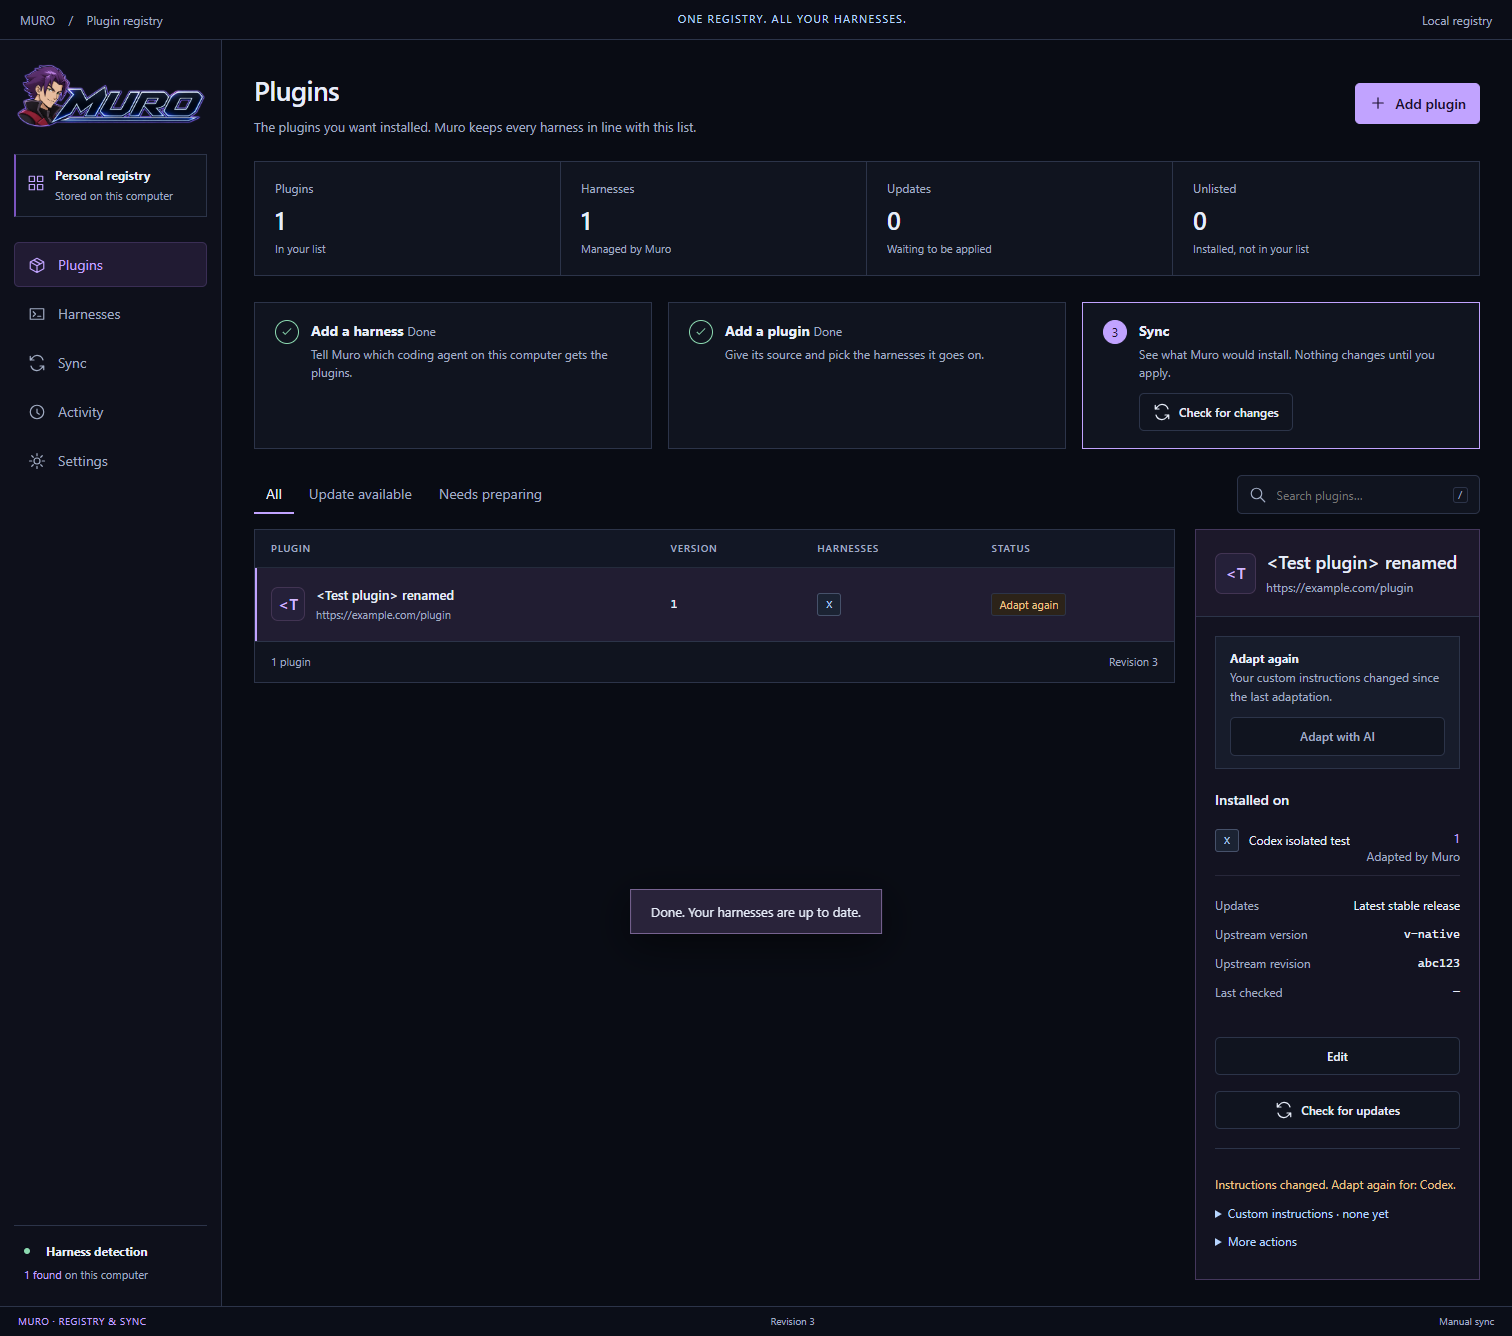 MURO / Plugin registry
ONE REGISTRY. ALL YOUR HARNESSES.
Local registry
MURO
Personal registry
Stored on this computer
Plugins
Harnesses
Sync
Activity
Settings
Harness detection
1 found on this computer
Plugins
The plugins you want installed. Muro keeps every harness in line with this list.
+ Add plugin
Plugins
1
In your list
Harnesses
1
Managed by Muro
Updates
0
Waiting to be applied
Unlisted
0
Installed, not in your list
Add a harness Done
Tell Muro which coding agent on this computer gets the
plugins.
Add a plugin Done
Give its source and pick the harnesses it goes on.
3
Sync
See what Muro would install. Nothing changes until you
apply.
Check for changes
All
Update available
Needs preparing
Search plugins...
/
PLUGIN
VERSION
HARNESSES
STATUS
<T
<Test plugin> renamed
https://example.com/plugin
1
X
Adapt again
1 plugin
Revision 3
<T
<Test plugin> renamed
https://example.com/plugin
Adapt again
Your custom instructions changed since
the last adaptation.
Adapt with AI
Installed on
X
Codex isolated test
1
Adapted by Muro
Updates
Latest stable release
Upstream version
v-native
Upstream revision
abc123
Last checked
—
Edit
Check for updates
Instructions changed. Adapt again for: Codex.
Custom instructions · none yet
More actions
Done. Your harnesses are up to date.
MURO · REGISTRY & SYNC
Revision 3
Manual sync